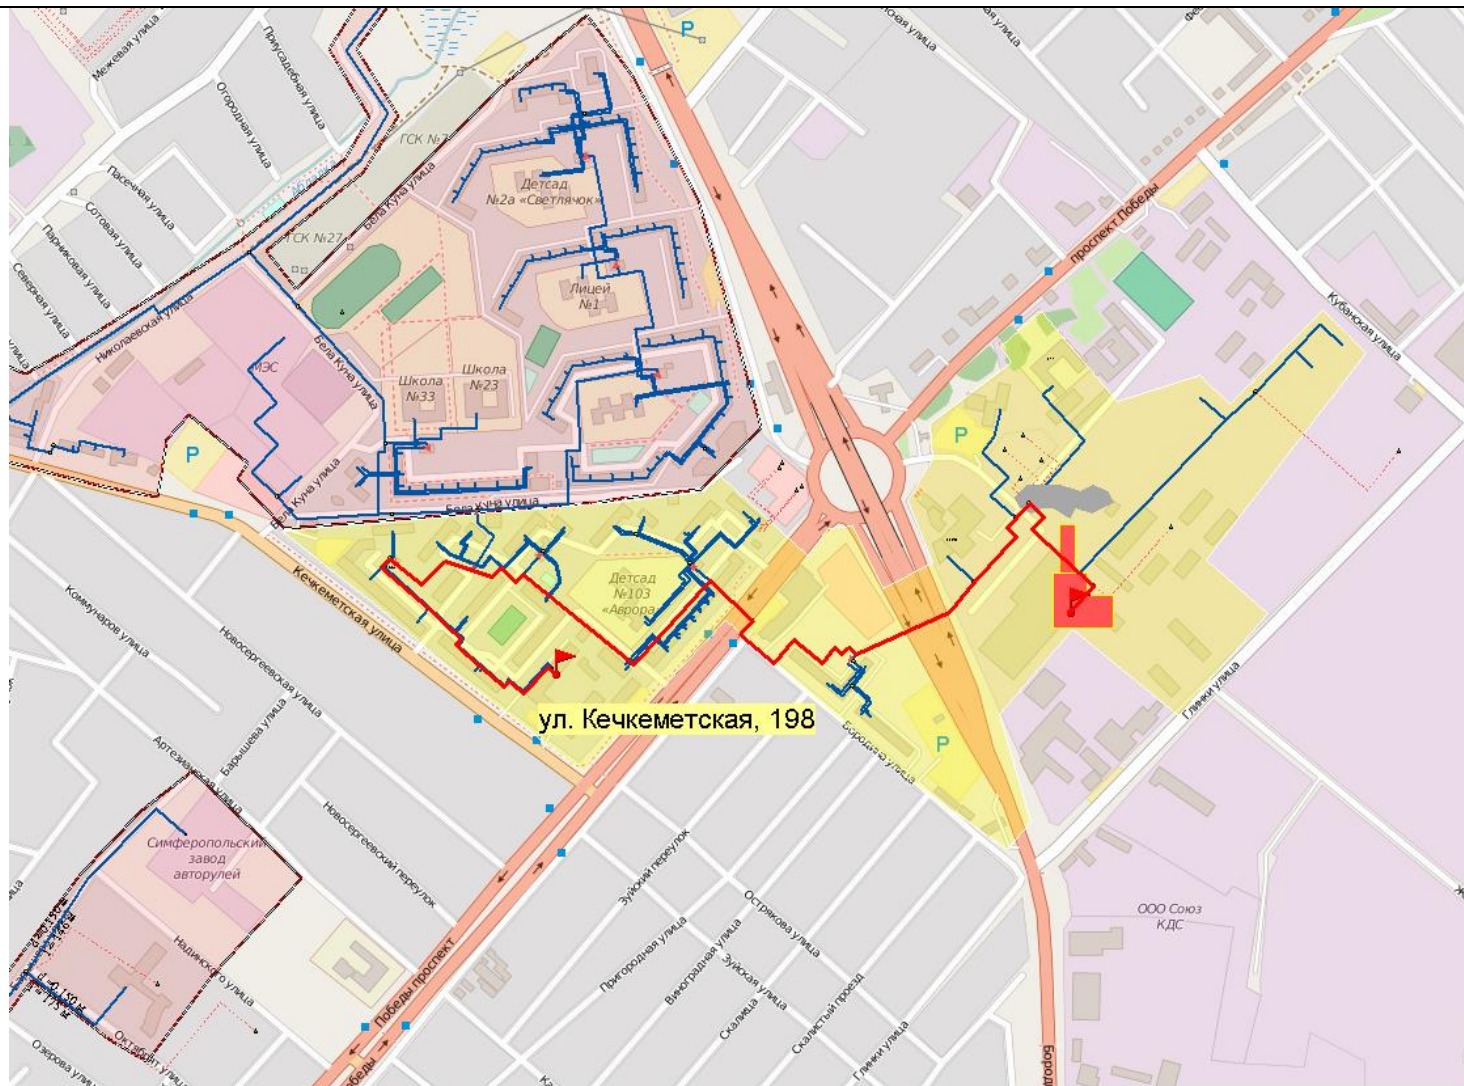 Межевая улица
Приусадебная улица
Огородная улица
Пасечная улица
Сотовая улица
Парниковая улица
Северная улица
улица
Николаевская улица
ГСК №7
ГСК №27
Бела Куна улица
Детсад
№2а «Светлячок»
Лицей
№1
Школа
№33
Школа
№23
МЭС
Бела Куна улица
Бела Куна улица
Бела Куна улица
P
P
P
P
проспект Победы
Кубанская улица
Глинки улица
Кечкеметская улица
Детсад
№103
«Аврора»
ул. Кечкеметская, 198
Бородина улица
Коммунаров улица
Новосергеевская улица
Барышева улица
Артезианская улица
Новосергеевский переулок
Симферопольский
завод
авторулей
Надинского улица
Озерова улица
Победы проспект
Зуйский переулок
Острякова улица
Пригородная улица
Виноградная улица
Зуйская улица
Скалица
Скалистый проезд
Глинки улица
ООО Союз
КДС